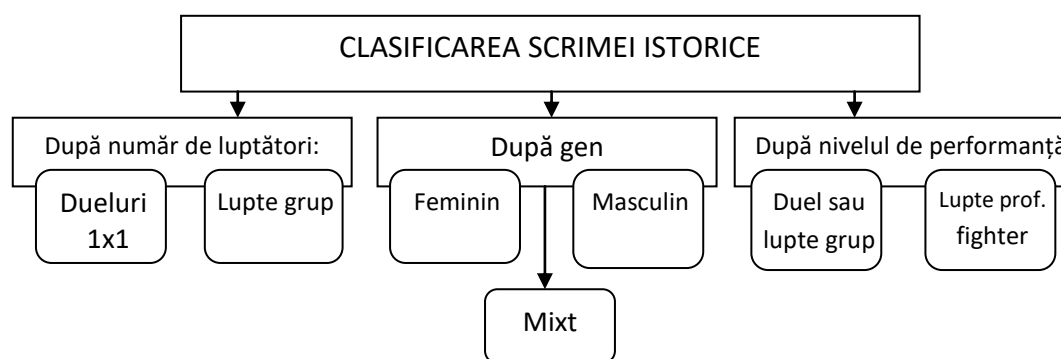 CLASIFICAREA SCRIMEI ISTORICE
După număr de luptători:
Dueluri
1x1
Lupte grup
După gen
Feminin
Masculin
Mixt
După nivelul de performanță
Duel sau
lupte grup
Lupte prof.
fighter